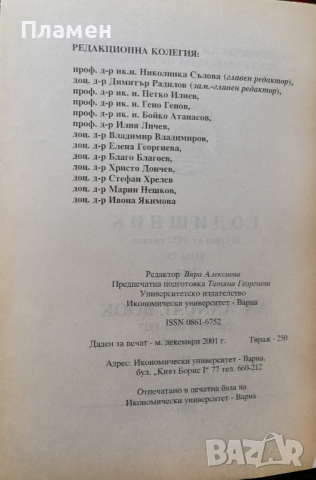 Пламен
РЕДАКЦИОННА КОЛЕГИЯ:
проф. д-р ик.н. Николинка Сълова (главен редактор),
доц. д-р Димитър Радилов (зам.-главен редактор),
проф. д-р ик. н. Петко Илиев,
проф. д-р ик. н. Гено Генов,
проф. д-р ик. н. Бойко Атанасов,
проф. д-р Илия Личев,
доц. д-р Владимир Владимиров,
доц. д-р Елена Георгиева,
доц. д-р Благо Благоев,
доц. д-р Христо Дончев,
доц. д-р Стефан Хрелев
доц. д-р Марин Нешков,
доц. д-р Ивона Якимова
Редактор Вяра Алексиева
Предпечатна подготовка Татяна Георгиева
Университетско издателство
Икономически университет - Варна
ISSN 0861-6752
Даден за печат - м. декември 2001 г. Тираж - 250
Адрес: Икономически университет - Варна,
бул. „Княз Борис I“ 77 тел. 660-212
Отпечатано в печатна база на
Икономически университет - Варна
BAZAR